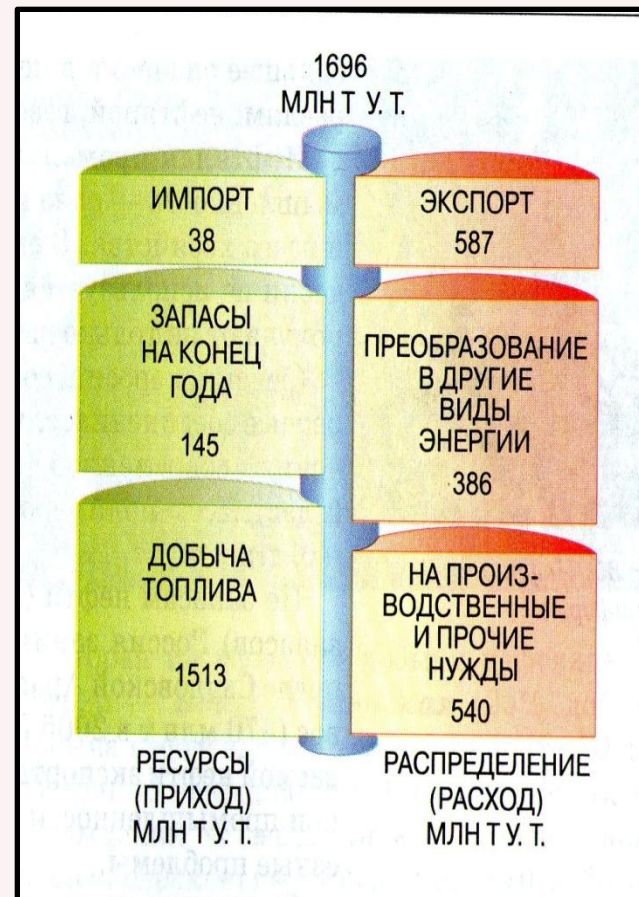 1696
МЛН Т У. Т.
ИМПОРТ
38
ЗАПАСЫ
НА КОНЕЦ
ГОДА
145
ДОБЫЧА
ТОПЛИВА
1513
РЕСУРСЫ
(ПРИХОД)
МЛН Т У. Т.
ЭКСПОРТ
587
ПРЕОБРАЗОВАНИЕ
В ДРУГИЕ
ВИДЫ
ЭНЕРГИИ
386
НА ПРОИЗ-
ВОДСТВЕННЫЕ
И ПРОЧИЕ
НУЖДЫ
540
РАСПРЕДЕЛЕНИЕ
(РАСХОД)
МЛН Т У. Т.